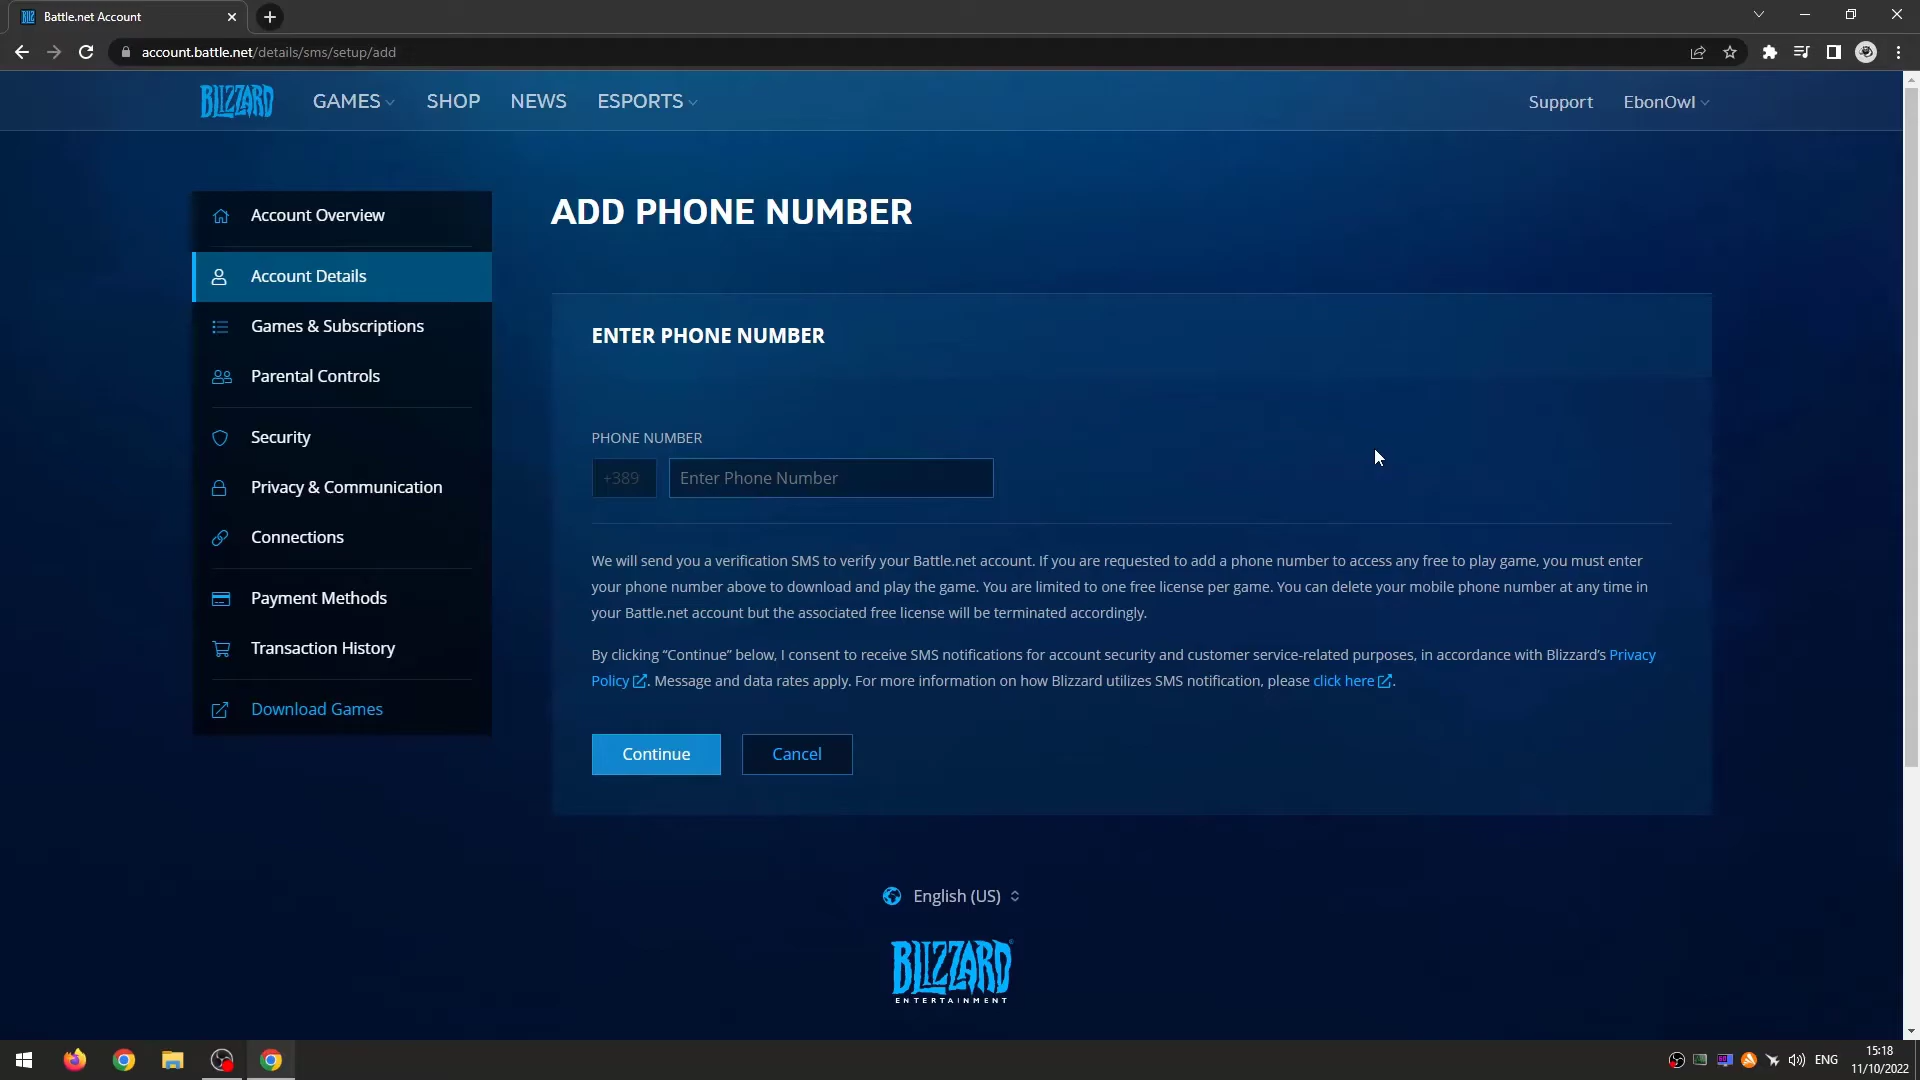 Battle.net Account
account.battle.net/details/sms/setup/add
BLIZZARD
GAMES
SHOP
NEWS
ESPORTS
Support
EbonOwl
Account Overview
Account Details
Games & Subscriptions
Parental Controls
Security
Privacy & Communication
Connections
Payment Methods
Transaction History
Download Games
ADD PHONE NUMBER
ENTER PHONE NUMBER
PHONE NUMBER
+389
Enter Phone Number
We will send you a verification SMS to verify your Battle.net account. If you are requested to add a phone number to access any free to play game, you must enter
your phone number above to download and play the game. You are limited to one free license per game. You can delete your mobile phone number at any time in
your Battle.net account but the associated free license will be terminated accordingly.
By clicking “Continue” below, I consent to receive SMS notifications for account security and customer service-related purposes, in accordance with Blizzard’s Privacy
Policy. Message and data rates apply. For more information on how Blizzard utilizes SMS notification, please click here.
Continue
Cancel
English (US)
BLIZZARD
ENTERTAINMENT
ENG
15:18
11/10/2022